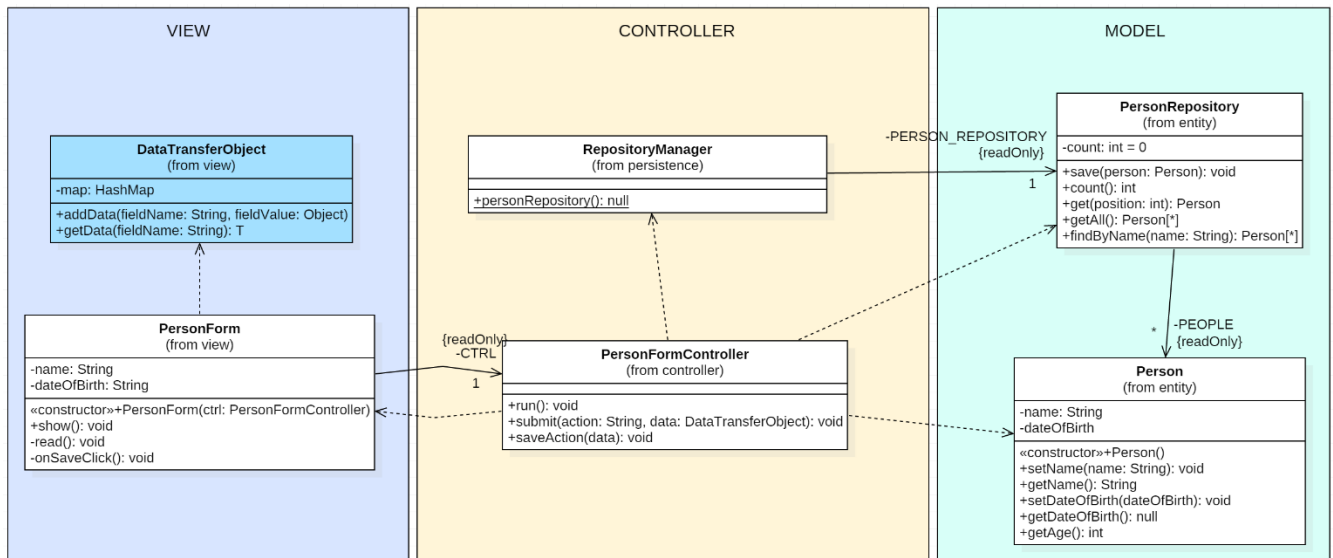 VIEW
DataTransferObject
(from view)
-map: HashMap
+addData(fieldName: String, fieldValue: Object)
+getData(fieldName: String): T
PersonForm
(from view)
-name: String
-dateOfBirth: String
«constructor»+PersonForm(ctrl: PersonFormController)
+show(): void
-read(): void
-onSaveClick(): void
CONTROLLER
RepositoryManager
(from persistence)
+personRepository(): null
{readOnly}
-CTRL
1
PersonFormController
(from controller)
+run(): void
+submit(action: String, data: DataTransferObject): void
+saveAction(data): void
MODEL
-PERSON_REPOSITORY
{readOnly}
1
PersonRepository
(from entity)
-count: int = 0
+save(person: Person): void
+count(): int
+get(position: int): Person
+getAll(): Person[*]
+findByName(name: String): Person[*]
* -PEOPLE
{readOnly}
Person
(from entity)
-name: String
-dateOfBirth
«constructor»+Person()
+setName(name: String): void
+getName(): String
+setDateOfBirth(dateOfBirth): void
+getDateOfBirth(): null
+getAge(): int